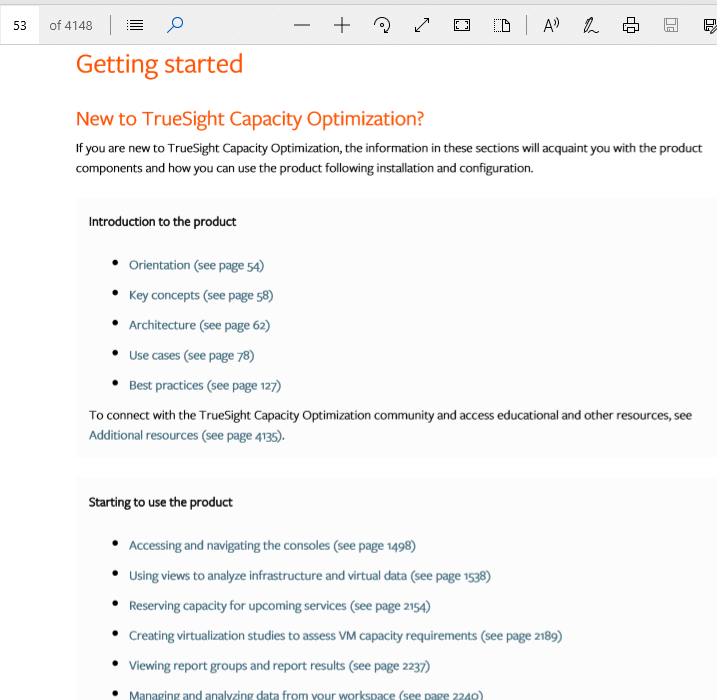 53 of 4148
Getting started
New to TrueSight Capacity Optimization?
If you are new to TrueSight Capacity Optimization, the information in these sections will acquaint you with the product
components and how you can use the product following installation and configuration.
Introduction to the product
• Orientation (see page 54)
• Key concepts (see page 58)
• Architecture (see page 62)
• Use cases (see page 78)
• Best practices (see page 127)
To connect with the TrueSight Capacity Optimization community and access educational and other resources, see
Additional resources (see page 4135).
Starting to use the product
• Accessing and navigating the consoles (see page 1498)
• Using views to analyze infrastructure and virtual data (see page 1538)
• Reserving capacity for upcoming services (see page 2154)
• Creating virtualization studies to assess VM capacity requirements (see page 2189)
• Viewing report groups and report results (see page 2237)
• Managing and analyzing data from your workspace (see page 2240)